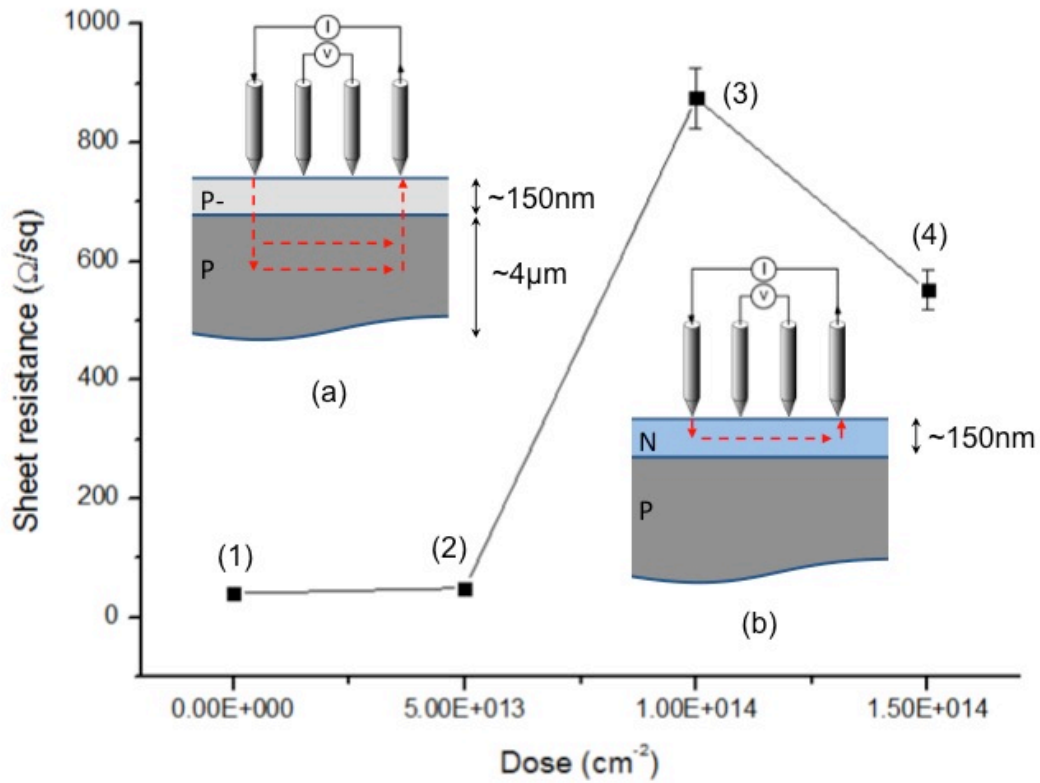 Sheet resistance (Ω/sq)
1000
800
600
400
200
0
I
V
P-
P
~150nm
~4µm
(a)
(1)
(2)
(3)
(4)
I
V
N
P
~150nm
(b)
0.00E+000
5.00E+013
1.00E+014
1.50E+014
Dose (cm⁻²)